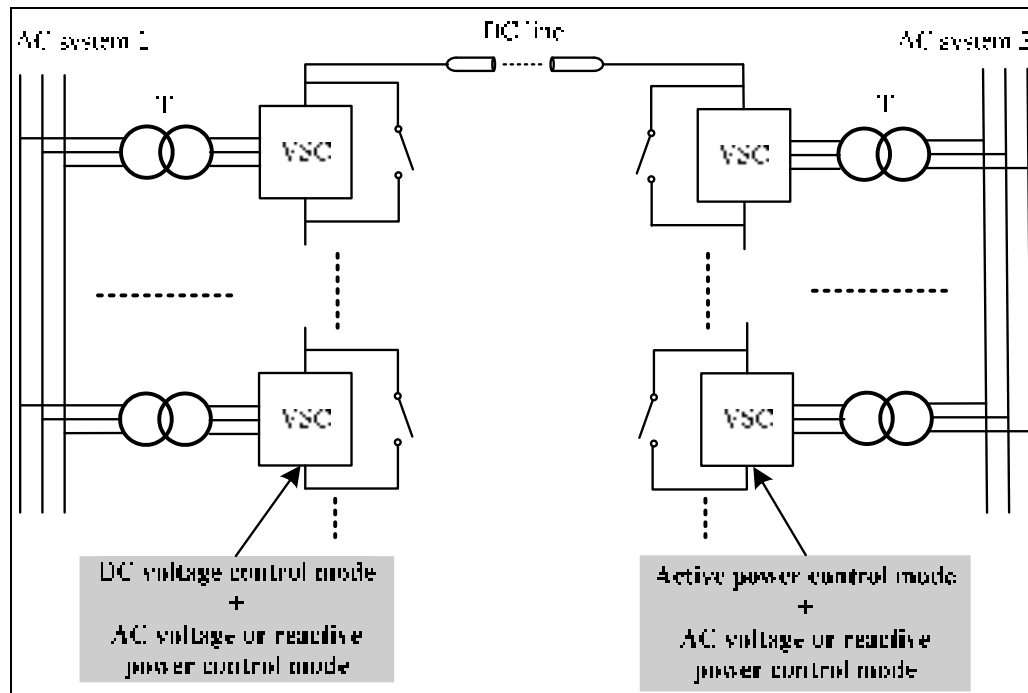 AC system 1
DC line
AC system 2
T
T
VSC
VSC
VSC
VSC
DC voltage control mode
+
AC voltage or reactive
power control mode
Active power control mode
+
AC voltage or reactive
power control mode